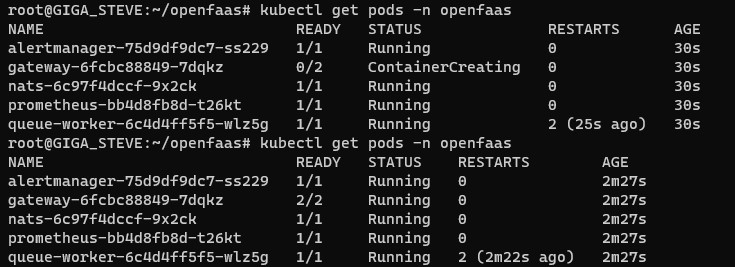 root@GIGA_STEVE:~/openfaas# kubectl get pods -n openfaas
NAME READY STATUS RESTARTS AGE
alertmanager-75d9df9dc7-ss229 1/1 Running 0 30s
gateway-6fcbc88849-7dqkz 0/2 ContainerCreating 0 30s
nats-6c97f4dccf-9x2ck 1/1 Running 0 30s
prometheus-bb4d8fb8d-t26kt 1/1 Running 0 30s
queue-worker-6c4d4ff5f5-wlz5g 1/1 Running 2 (25s ago) 30s
root@GIGA_STEVE:~/openfaas# kubectl get pods -n openfaas
NAME READY STATUS RESTARTS AGE
alertmanager-75d9df9dc7-ss229 1/1 Running 0 2m27s
gateway-6fcbc88849-7dqkz 2/2 Running 0 2m27s
nats-6c97f4dccf-9x2ck 1/1 Running 0 2m27s
prometheus-bb4d8fb8d-t26kt 1/1 Running 0 2m27s
queue-worker-6c4d4ff5f5-wlz5g 1/1 Running 2 (2m22s ago) 2m27s